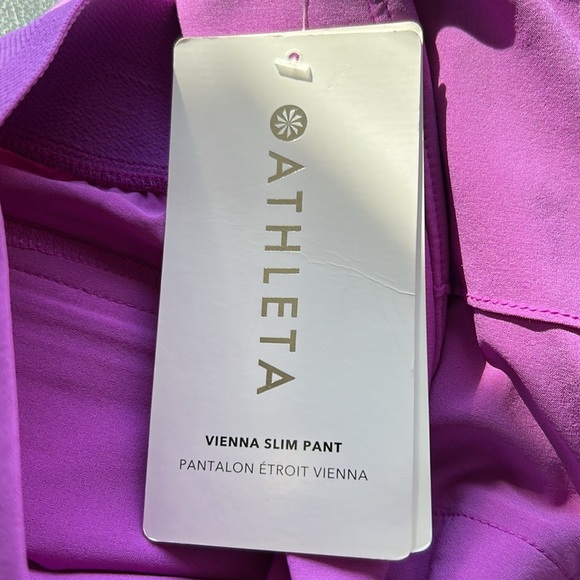 ATHLETA
VIENNA SLIM PANT
PANTALON ÉTROIT VIENNA